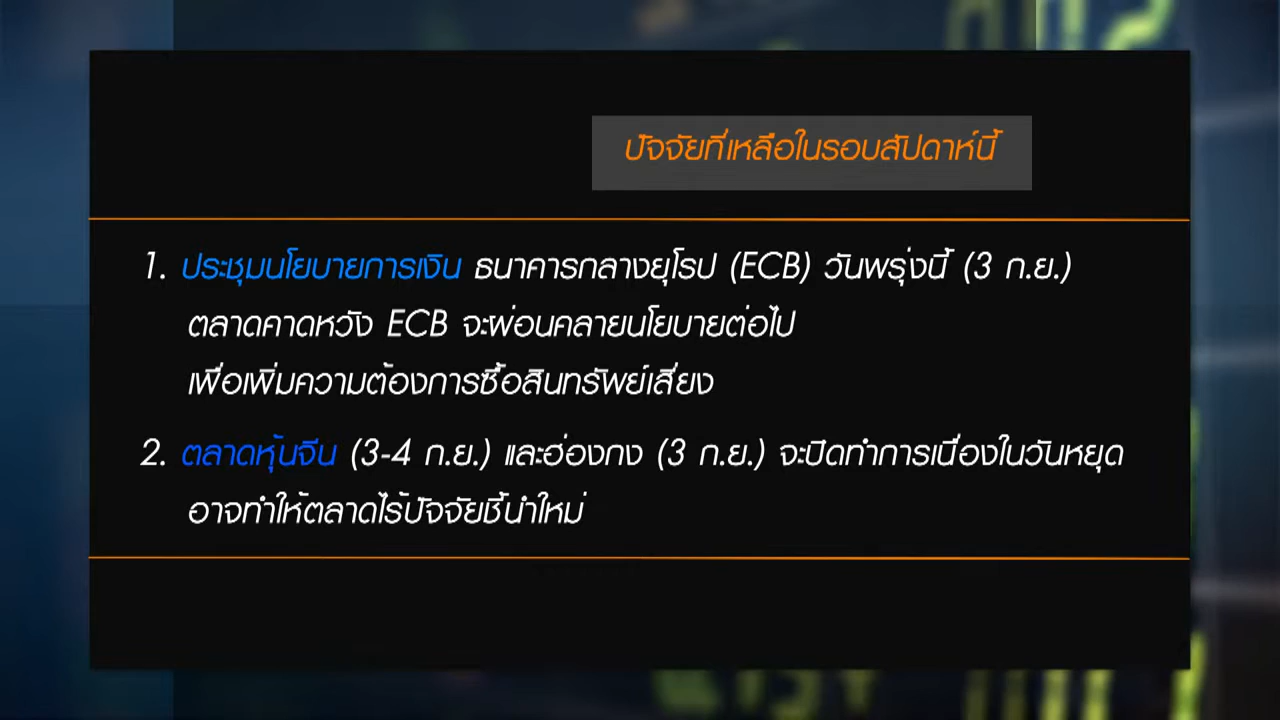 ปัจจัยที่เหลือในรอบสัปดาห์นี้
1. ประชุมนโยบายการเงิน ธนาคารกลางยุโรป (ECB) วันพรุ่งนี้ (3 ก.ย.)
ตลาดคาดหวัง ECB จะผ่อนคลายนโยบายต่อไป
เพื่อเพิ่มความต้องการซื้อสินทรัพย์เสี่ยง
2. ตลาดหุ้นจีน (3-4 ก.ย.) และฮ่องกง (3 ก.ย.) จะปิดทำการเนื่องในวันหยุด
อาจทำให้ตลาดไร้ปัจจัยชี้นำใหม่